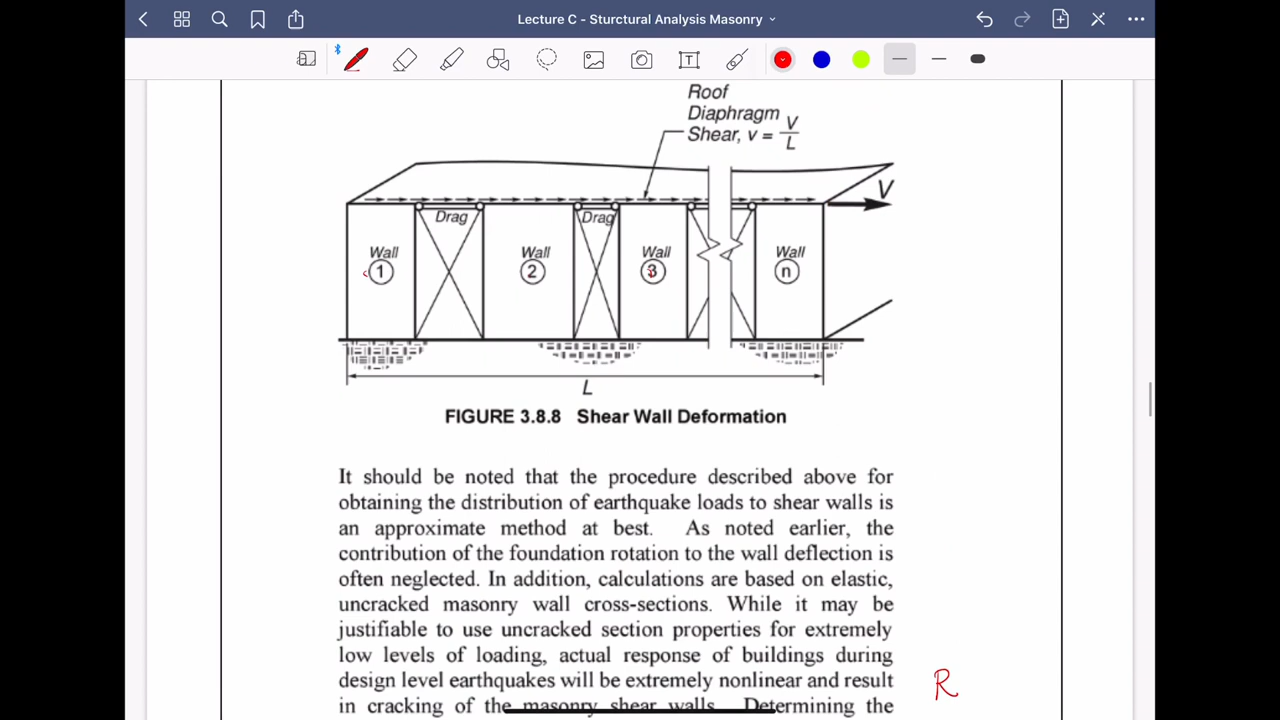 Lecture C - Sturctural Analysis Masonry
T
Roof
Diaphragm
Shear, v = V/L
V
Drag
Drag
Wall
1
Wall
2
Wall
3
Wall
n
L
FIGURE 3.8.8 Shear Wall Deformation
It should be noted that the procedure described above for
obtaining the distribution of earthquake loads to shear walls is
an approximate method at best. As noted earlier, the
contribution of the foundation rotation to the wall deflection is
often neglected. In addition, calculations are based on elastic,
uncracked masonry wall cross-sections. While it may be
justifiable to use uncracked section properties for extremely
low levels of loading, actual response of buildings during
design level earthquakes will be extremely nonlinear and result
in cracking of the masonry shear walls. Determining the
R